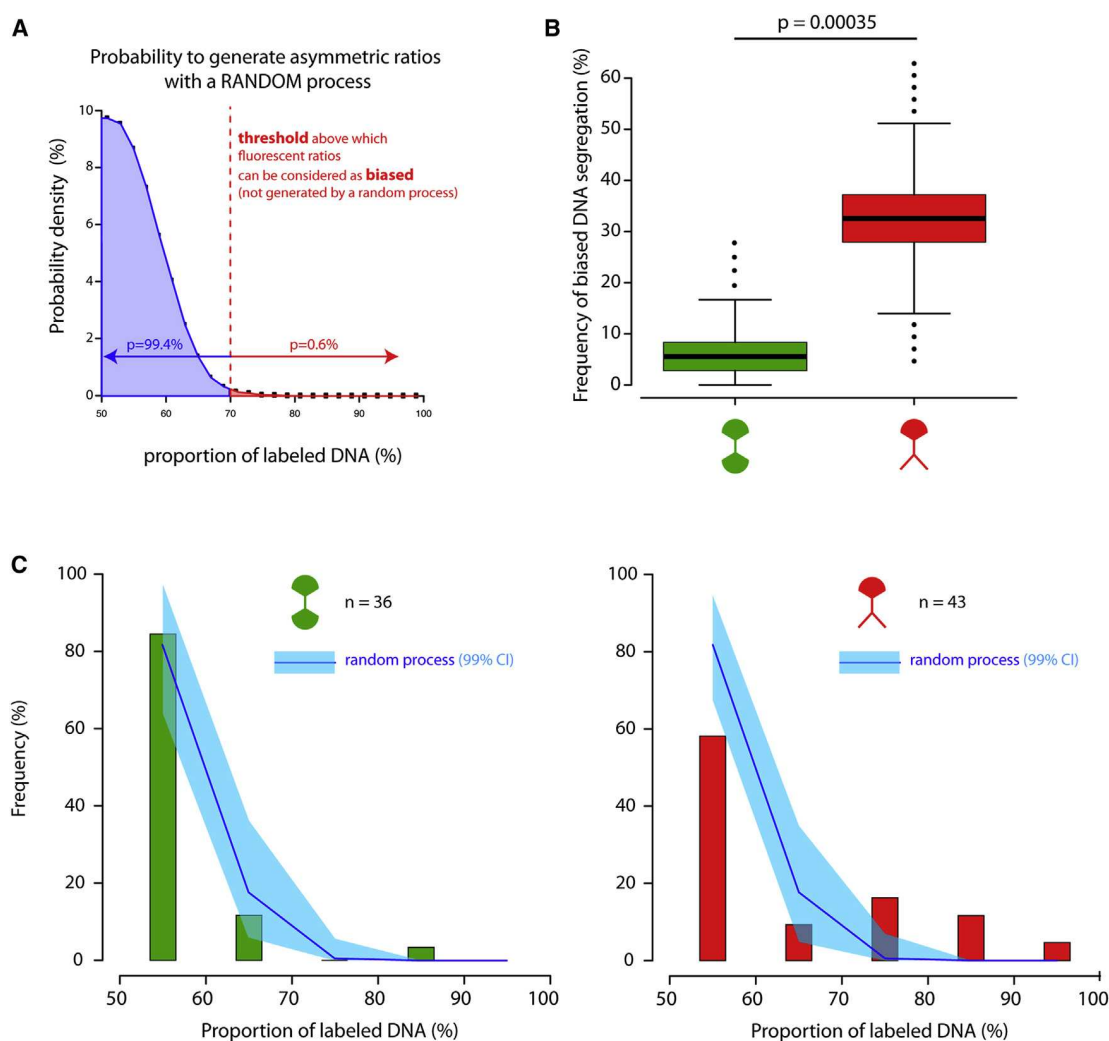 A
Probability to generate asymmetric ratios
with a RANDOM process
Probability density (%)
10
8
6
4
2
0
threshold above which
fluorescent ratios
can be considered as biased
(not generated by a random process)
p=99.4%
p=0.6%
50
60
70
80
90
100
proportion of labeled DNA (%)
B
p = 0.00035
Frequency of biased DNA segregation (%)
60
50
40
30
20
10
0
C
Frequency (%)
100
80
60
40
20
0
n = 36
random process (99% CI)
50
60
70
80
90
100
Proportion of labeled DNA (%)
100
80
60
40
20
0
n = 43
random process (99% CI)
50
60
70
80
90
100
Proportion of labeled DNA (%)